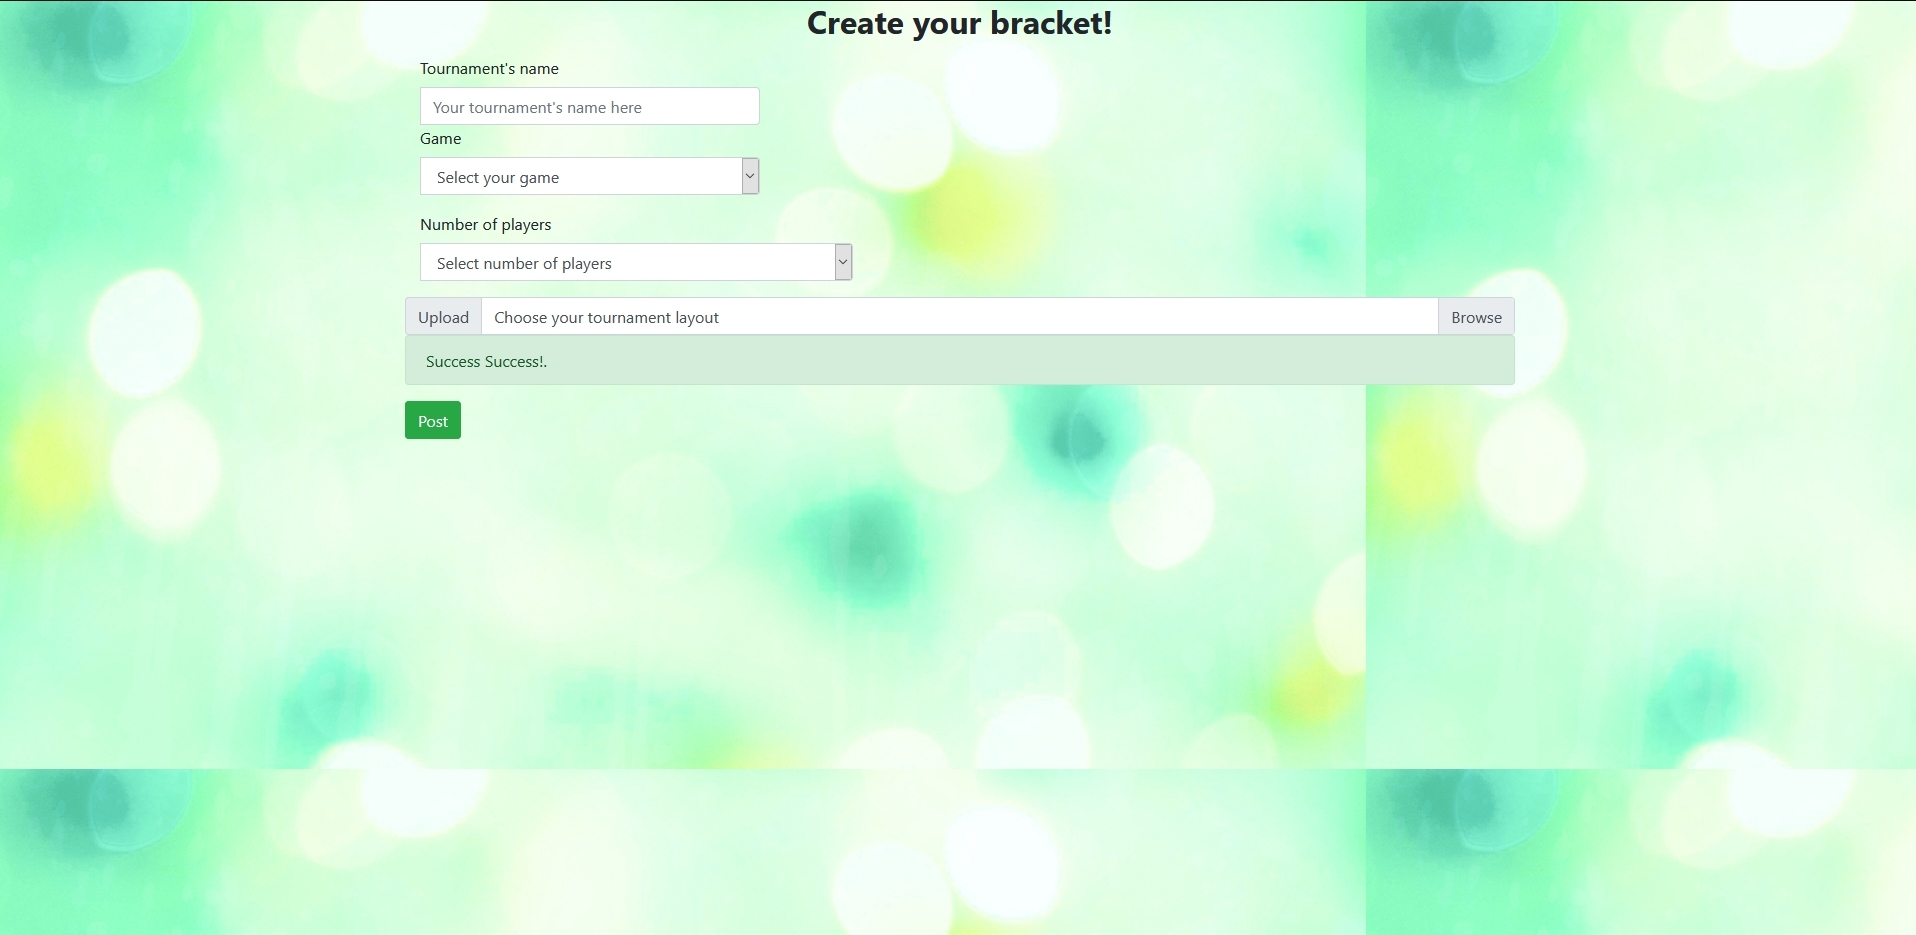 Create your bracket!
Tournament's name
Your tournament's name here
Game
Select your game
Number of players
Select number of players
Upload Choose your tournament layout Browse
Success Success!.
Post